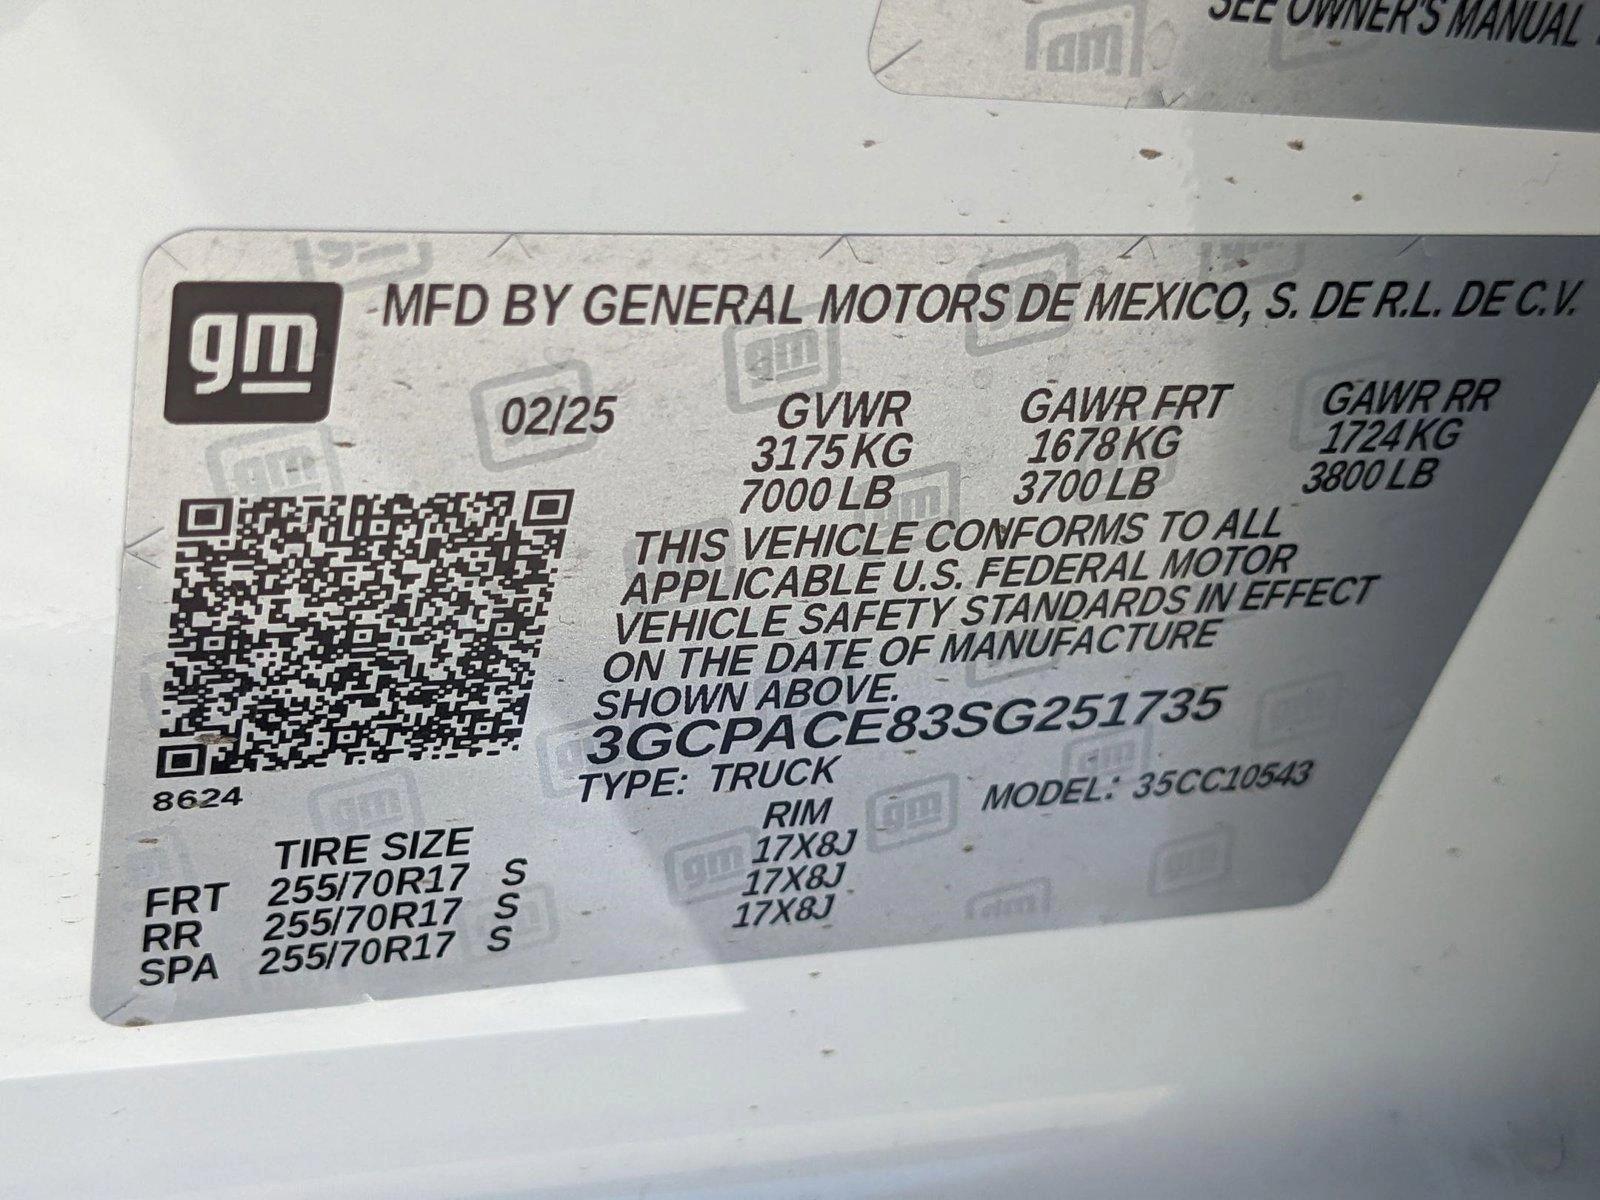 SEE OWNER'S MANUAL
gm
MFD BY GENERAL MOTORS DE MEXICO, S. DE R.L. DE C.V.
02/25 GVWR GAWR FRT GAWR RR
3175 KG 1678 KG 1724 KG
7000 LB 3700 LB 3800 LB
THIS VEHICLE CONFORMS TO ALL
APPLICABLE U.S. FEDERAL MOTOR
VEHICLE SAFETY STANDARDS IN EFFECT
ON THE DATE OF MANUFACTURE
SHOWN ABOVE.
3GCPACE83SG251735
TYPE: TRUCK MODEL: 35CC10543
8624
TIRE SIZE RIM
FRT 255/70R17 S 17X8J
RR 255/70R17 S 17X8J
SPA 255/70R17 S 17X8J